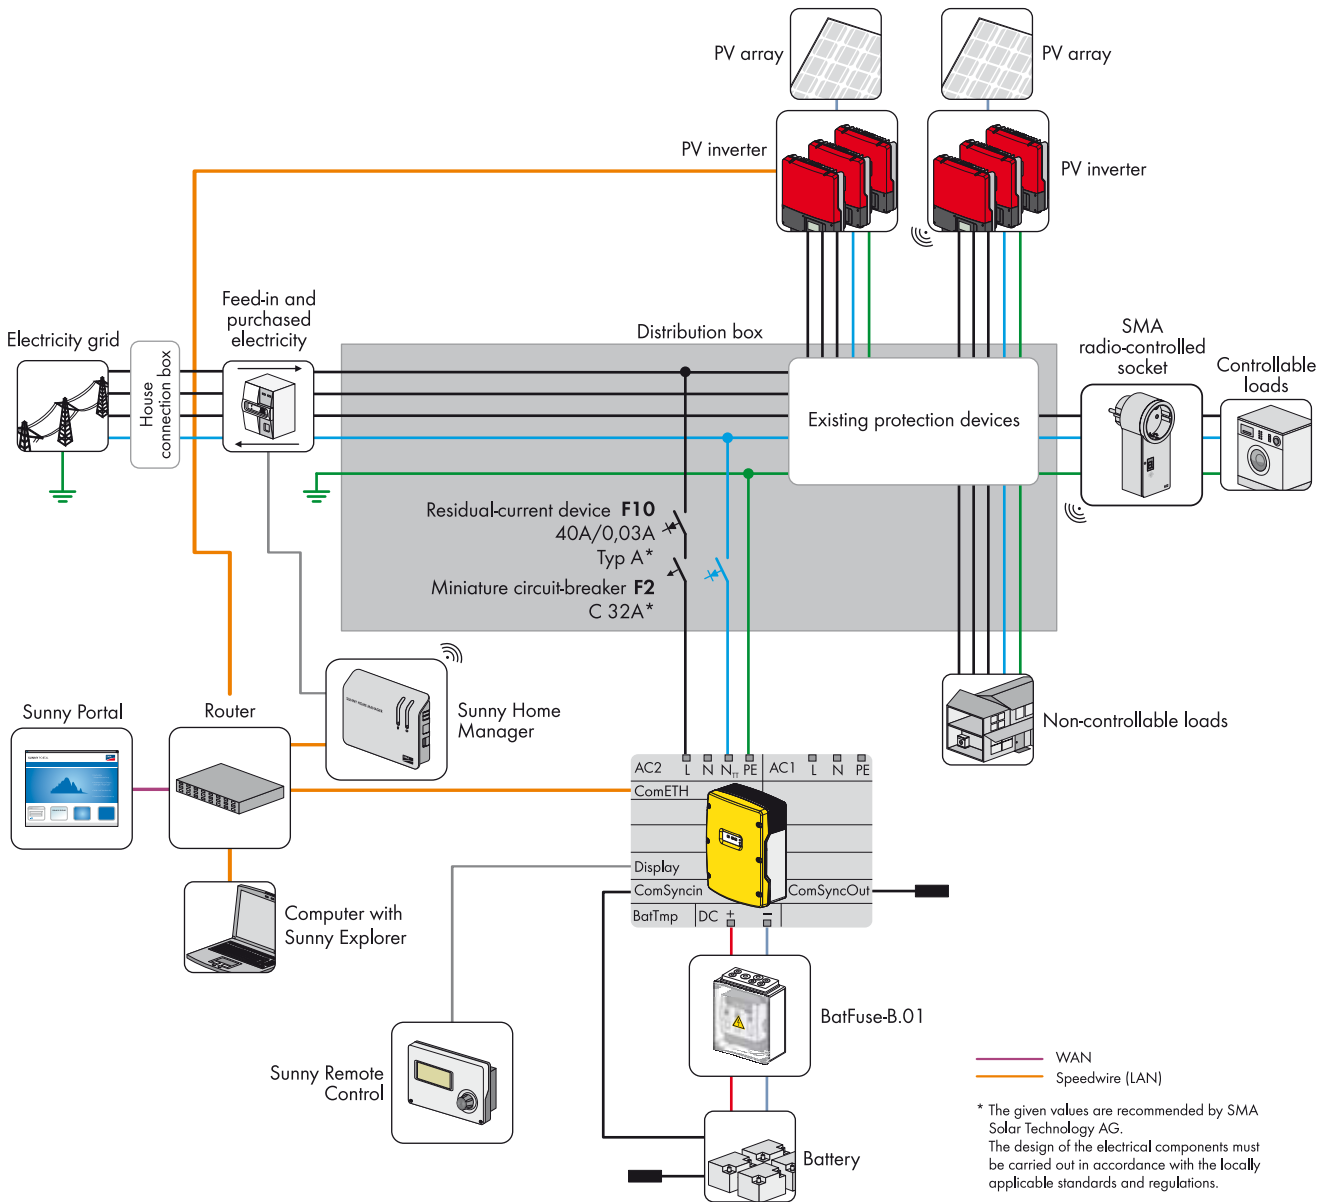 PV array
PV array
PV inverter
PV inverter
Feed-in and
purchased
electricity
Electricity grid
House
connection box
Distribution box
SMA
radio-controlled
socket
Controllable
loads
Existing protection devices
Residual-current device F10
40A/0,03A
Typ A*
Miniature circuit-breaker F2
C 32A*
Sunny Portal
Router
SUNNY HOME MANAGER
Sunny Home
Manager
Non-controllable loads
AC2 L N NTT PE AC1 L N PE
ComETH
Display
ComSyncin
ComSyncOut
BatTmp DC + −
Computer with
Sunny Explorer
BatFuse-B.01
Sunny Remote
Control
Battery
WAN
Speedwire (LAN)
* The given values are recommended by SMA
Solar Technology AG.
The design of the electrical components must
be carried out in accordance with the locally
applicable standards and regulations.